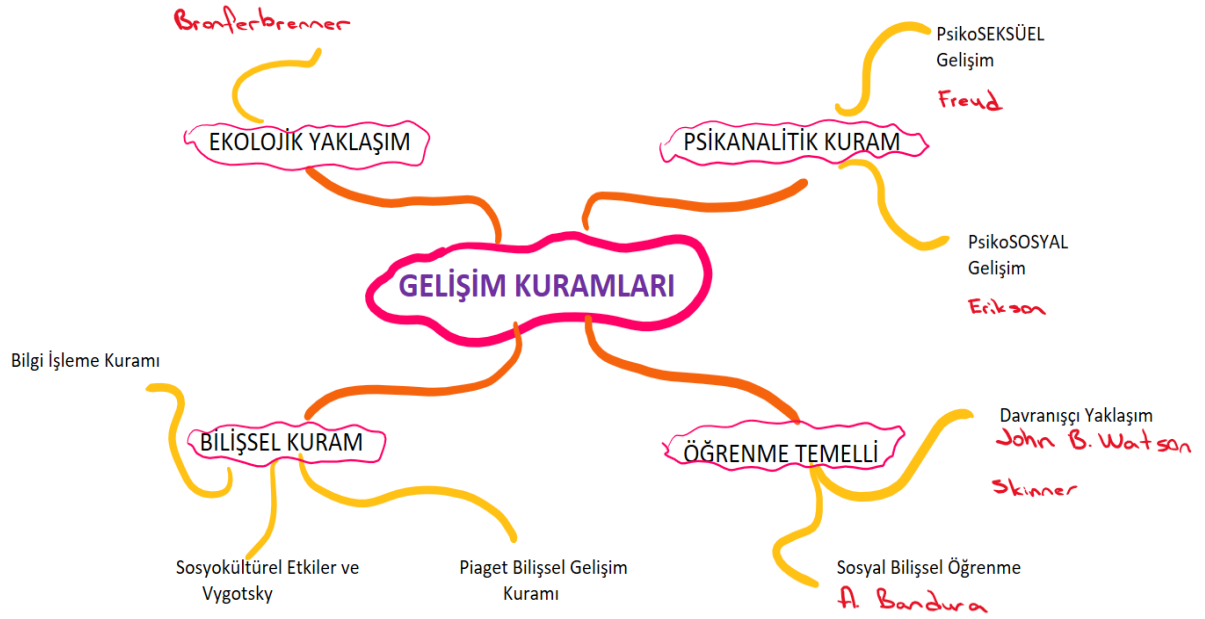 Bronferbrenner
EKOLOJİK YAKLAŞIM
PsikoSEKSÜEL
Gelişim
Freud
PSİKANALİTİK KURAM
PsikoSOSYAL
Gelişim
Erikson
GELİŞİM KURAMLARI
Bilgi İşleme Kuramı
BİLİŞSEL KURAM
Sosyokültürel Etkiler ve
Vygotsky
Piaget Bilişsel Gelişim
Kuramı
ÖĞRENME TEMELLİ
Davranışçı Yaklaşım
John B. Watson
Skinner
Sosyal Bilişsel Öğrenme
A. Bandura